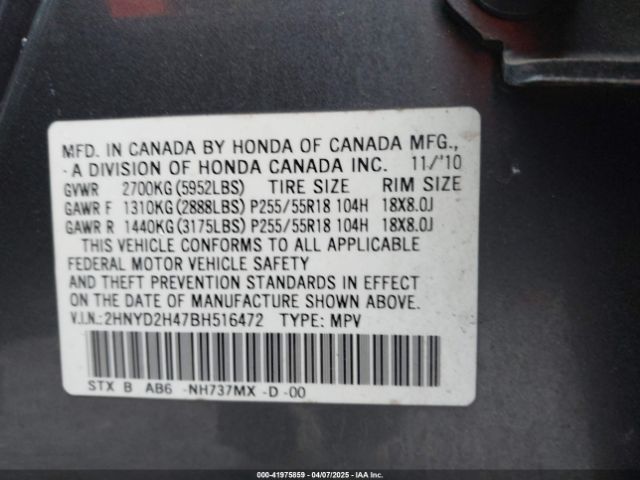 MFD. IN CANADA BY HONDA OF CANADA MFG.,
A DIVISION OF HONDA CANADA INC. 11/'10
GVWR 2700KG(5952LBS) TIRE SIZE RIM SIZE
GAWR F 1310KG(2888LBS) P255/55R18 104H 18X8.0J
GAWR R 1440KG(3175LBS) P255/55R18 104H 18X8.0J
THIS VEHICLE CONFORMS TO ALL APPLICABLE
FEDERAL MOTOR VEHICLE SAFETY
AND THEFT PREVENTION STANDARDS IN EFFECT
ON THE DATE OF MANUFACTURE SHOWN ABOVE.
V.I.N.: 2HNYD2H47BH516472 TYPE: MPV
STX B AB6 -NH737MX -D -00
000-41975859 - 04/07/2025 - IAA Inc.